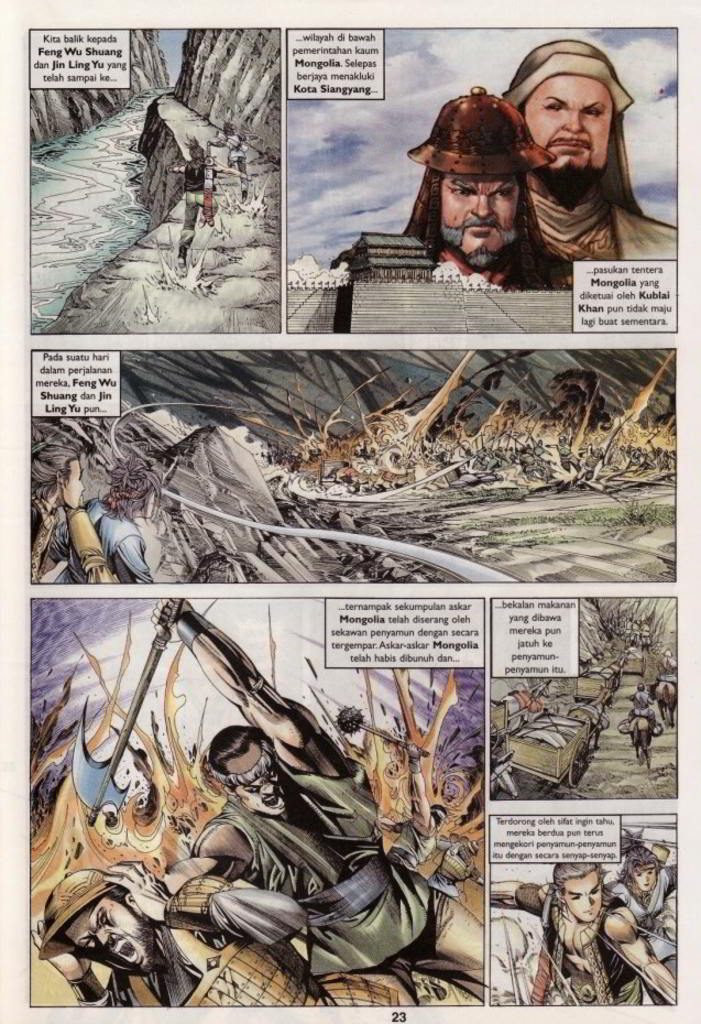 Kita balik kepada
Feng Wu Shuang
dan Jin Ling Yu yang
telah sampai ke...
...wilayah di bawah
pemerintahan kaum
Mongolia. Selepas
berjaya menakluki
Kota Siangyang...
...pasukan tentera
Mongolia yang
diketuai oleh Kublai
Khan pun tidak maju
lagi buat sementara.
Pada suatu hari
dalam perjalanan
mereka, Feng Wu
Shuang dan Jin
Ling Yu pun...
...ternampak sekumpulan askar
Mongolia telah diserang oleh
sekawan penyamun dengan secara
tergempar. Askar-askar Mongolia
telah habis dibunuh dan...
...bekalan makanan
yang dibawa
mereka pun
jatuh ke
penyamun-
penyamun itu.
Terdorong oleh sifat ingin tahu,
mereka berdua pun terus
mengekori penyamun-penyamun
itu dengan secara senyap-senyap.
23